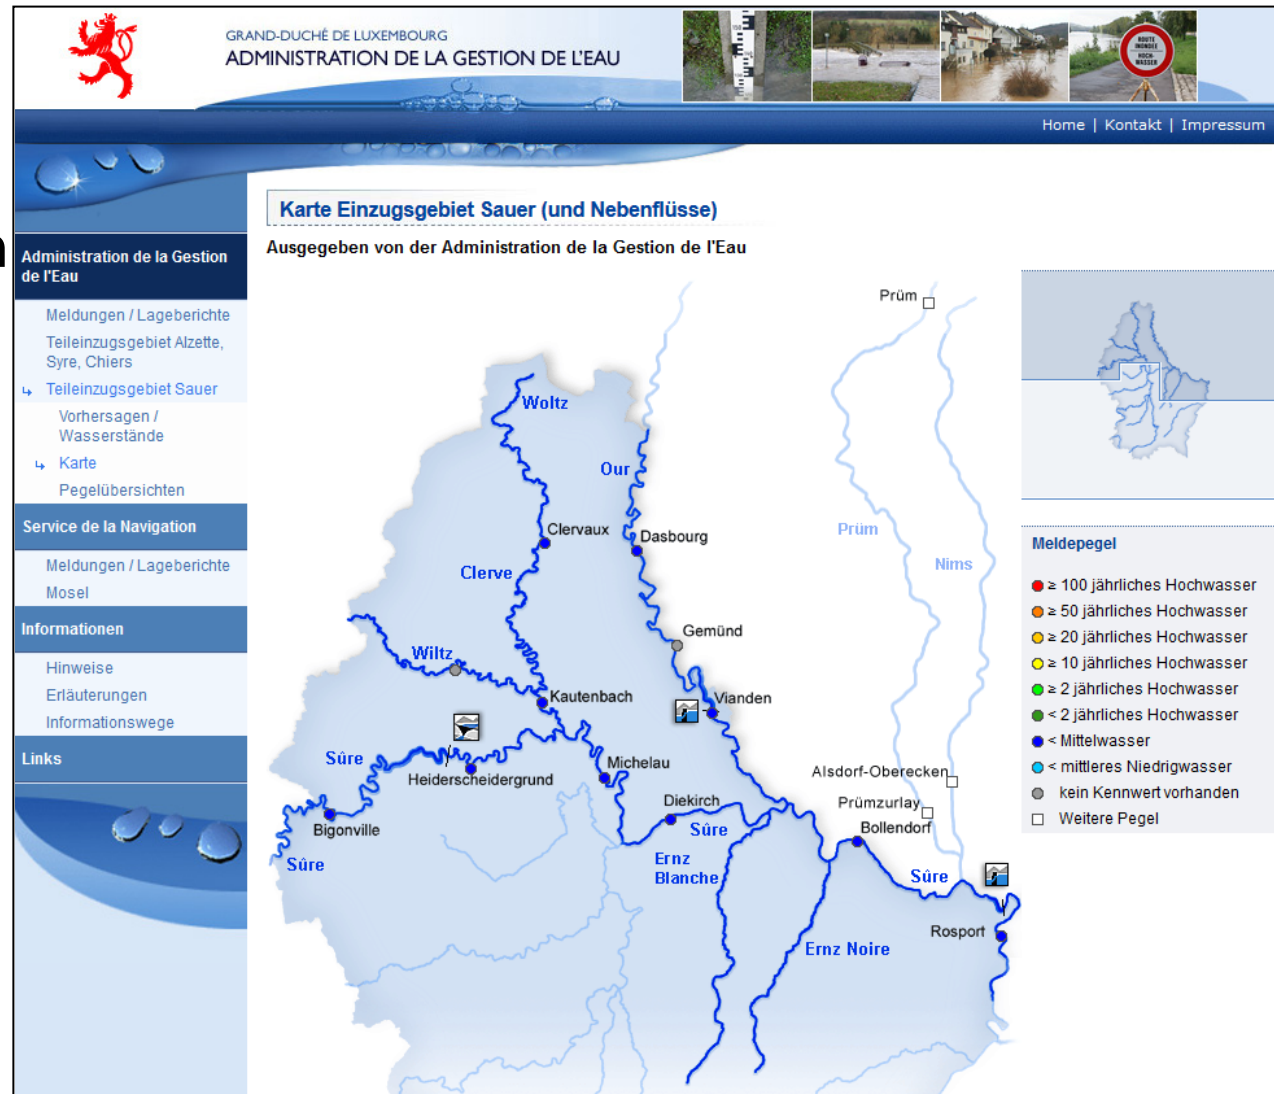 GRAND-DUCHÉ DE LUXEMBOURG
ADMINISTRATION DE LA GESTION DE L'EAU
ROUTE
INONDEE
HOCH-
WASSER
Home | Kontakt | Impressum
Karte Einzugsgebiet Sauer (und Nebenflüsse)
Ausgegeben von der Administration de la Gestion de l'Eau
Administration de la Gestion
de l'Eau
Meldungen / Lageberichte
Teileinzugsgebiet Alzette,
Syre, Chiers
Teileinzugsgebiet Sauer
Vorhersagen /
Wasserstände
Karte
Pegelübersichten
Service de la Navigation
Meldungen / Lageberichte
Mosel
Informationen
Hinweise
Erläuterungen
Informationswege
Links
Prüm
Woltz
Our
Clervaux
Dasbourg
Prüm
Clerve
Nims
Gemünd
Wiltz
Kautenbach
Vianden
Sûre
Michelau
Heiderscheidergrund
Alsdorf-Oberecken
Diekirch
Prümzurlay
Bigonville
Sûre
Bollendorf
Sûre
Ernz
Blanche
Sûre
Rosport
Ernz Noire
Meldepegel
≥ 100 jährliches Hochwasser
≥ 50 jährliches Hochwasser
≥ 20 jährliches Hochwasser
≥ 10 jährliches Hochwasser
≥ 2 jährliches Hochwasser
< 2 jährliches Hochwasser
< Mittelwasser
< mittleres Niedrigwasser
kein Kennwert vorhanden
Weitere Pegel